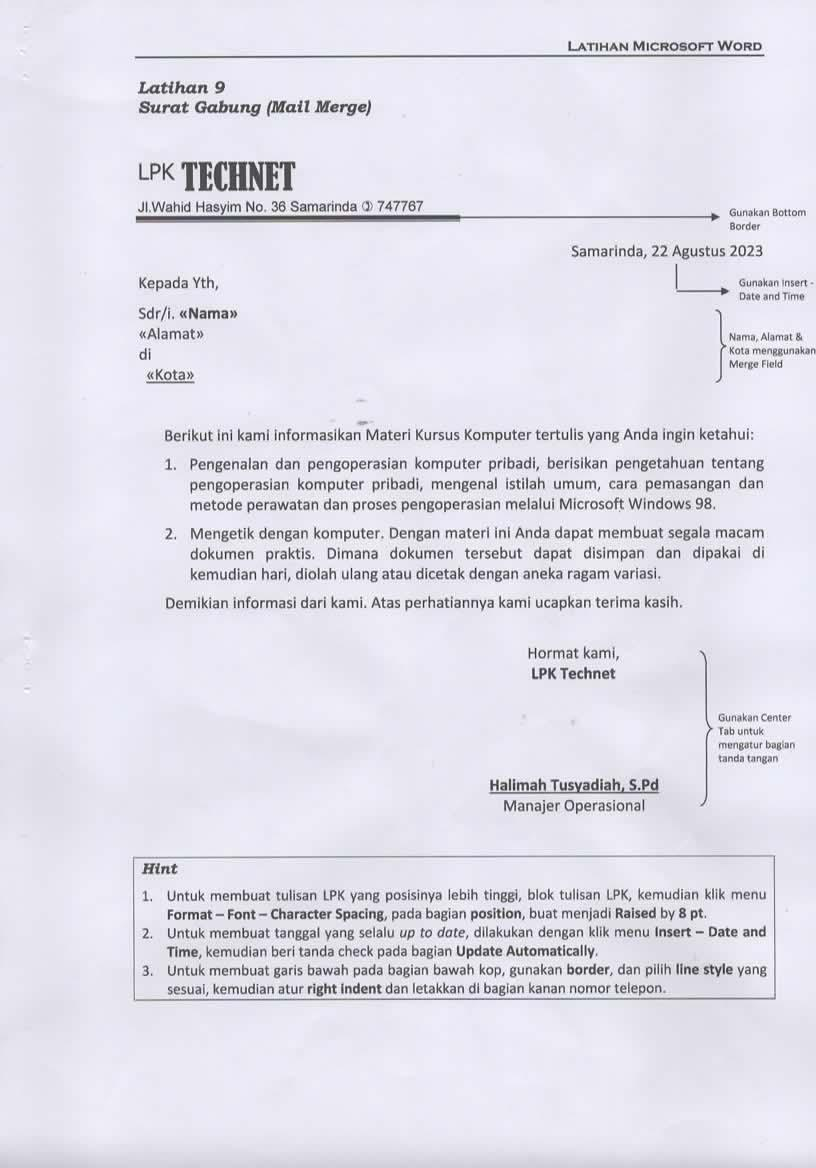 LATIHAN MICROSOFT WORD
Latihan 9
Surat Gabung (Mail Merge)
LPK TECHNET
Jl.Wahid Hasyim No. 36 Samarinda ✆ 747767
Gunakan Bottom
Border
Samarinda, 22 Agustus 2023
Kepada Yth,
Gunakan Insert -
Date and Time
Sdr/i. «Nama»
«Alamat»
di
«Kota»
Nama, Alamat &
Kota menggunakan
Merge Field
Berikut ini kami informasikan Materi Kursus Komputer tertulis yang Anda ingin ketahui:
1. Pengenalan dan pengoperasian komputer pribadi, berisikan pengetahuan tentang
pengoperasian komputer pribadi, mengenal istilah umum, cara pemasangan dan
metode perawatan dan proses pengoperasian melalui Microsoft Windows 98.
2. Mengetik dengan komputer. Dengan materi ini Anda dapat membuat segala macam
dokumen praktis. Dimana dokumen tersebut dapat disimpan dan dipakai di
kemudian hari, diolah ulang atau dicetak dengan aneka ragam variasi.
Demikian informasi dari kami. Atas perhatiannya kami ucapkan terima kasih.
Hormat kami,
LPK Technet
Gunakan Center
Tab untuk
mengatur bagian
tanda tangan
Halimah Tusyadiah, S.Pd
Manajer Operasional
Hint
1. Untuk membuat tulisan LPK yang posisinya lebih tinggi, blok tulisan LPK, kemudian klik menu
Format – Font – Character Spacing, pada bagian position, buat menjadi Raised by 8 pt.
2. Untuk membuat tanggal yang selalu up to date, dilakukan dengan klik menu Insert – Date and
Time, kemudian beri tanda check pada bagian Update Automatically.
3. Untuk membuat garis bawah pada bagian bawah kop, gunakan border, dan pilih line style yang
sesuai, kemudian atur right indent dan letakkan di bagian kanan nomor telepon.